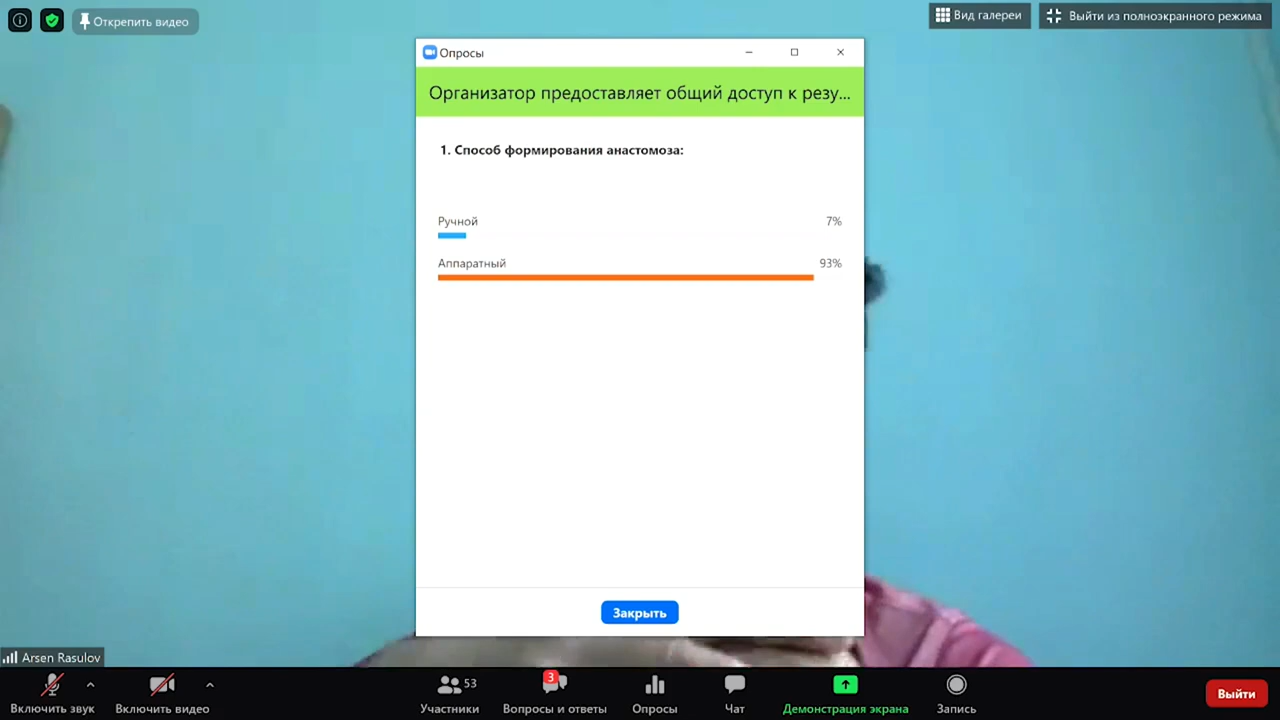 Открепить видео
Вид галереи
Выйти из полноэкранного режима
Опросы
Организатор предоставляет общий доступ к резу...
1. Способ формирования анастомоза:
Ручной 7%
Аппаратный 93%
Закрыть
Arsen Rasulov
53
3
Включить звук
Включить видео
Участники
Вопросы и ответы
Опросы
Чат
Демонстрация экрана
Запись
Выйти